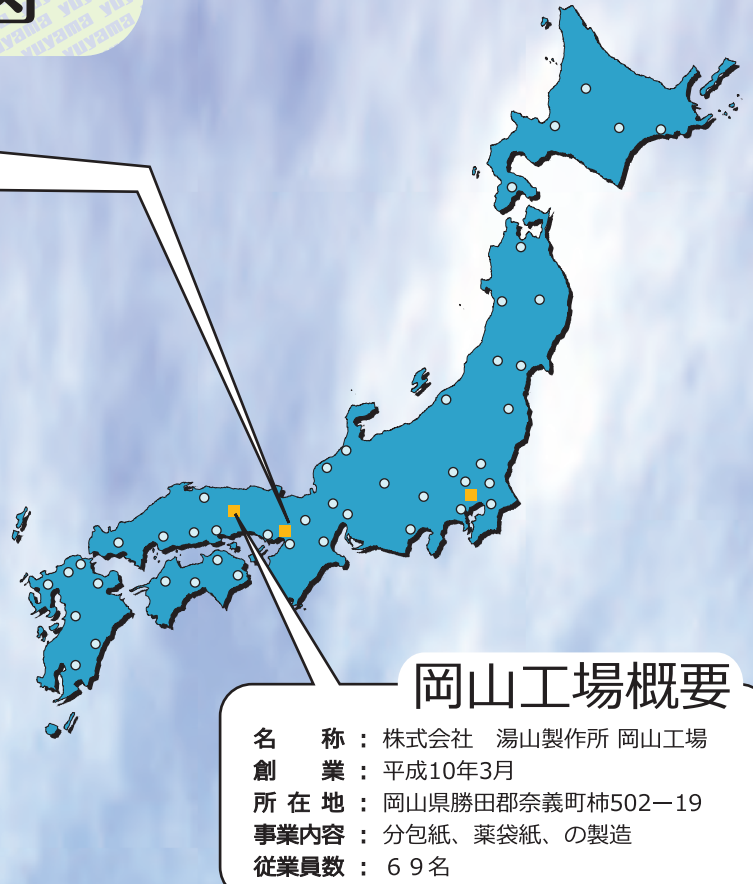 yuyama
岡山工場概要
名　称 ： 株式会社　湯山製作所 岡山工場
創　業 ： 平成10年3月
所 在 地 ： 岡山県勝田郡奈義町柿502ー19
事業内容 ： 分包紙、薬袋紙、の製造
従業員数 ： ６９名